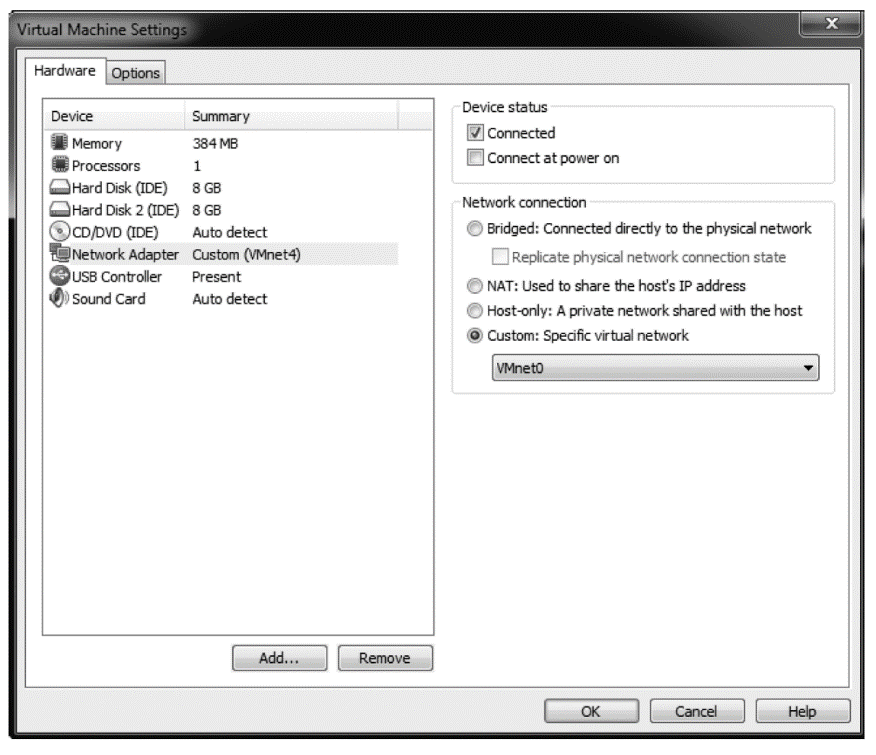 Virtual Machine Settings
Hardware Options
Device Summary
Memory 384 MB
Processors 1
Hard Disk (IDE) 8 GB
Hard Disk 2 (IDE) 8 GB
CD/DVD (IDE) Auto detect
Network Adapter Custom (VMnet4)
USB Controller Present
Sound Card Auto detect
Add... Remove
Device status
Connected
Connect at power on
Network connection
Bridged: Connected directly to the physical network
Replicate physical network connection state
NAT: Used to share the host's IP address
Host-only: A private network shared with the host
Custom: Specific virtual network
VMnet0
OK Cancel Help